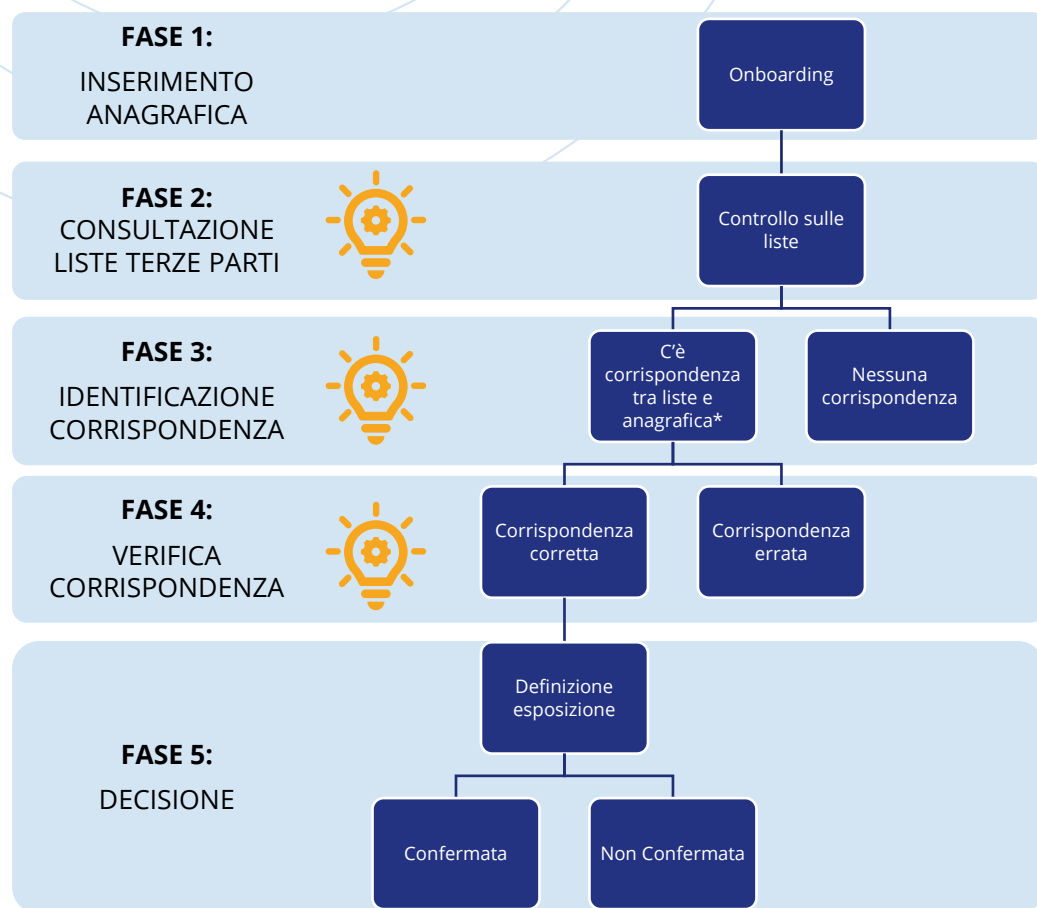 FASE 1:
INSERIMENTO
ANAGRAFICA
Onboarding
FASE 2:
CONSULTAZIONE
LISTE TERZE PARTI
Controllo sulle
liste
FASE 3:
IDENTIFICAZIONE
CORRISPONDENZA
C'è
corrispondenza
tra liste e
anagrafica*
Nessuna
corrispondenza
FASE 4:
VERIFICA
CORRISPONDENZA
Corrispondenza
corretta
Corrispondenza
errata
FASE 5:
DECISIONE
Definizione
esposizione
Confermata
Non Confermata